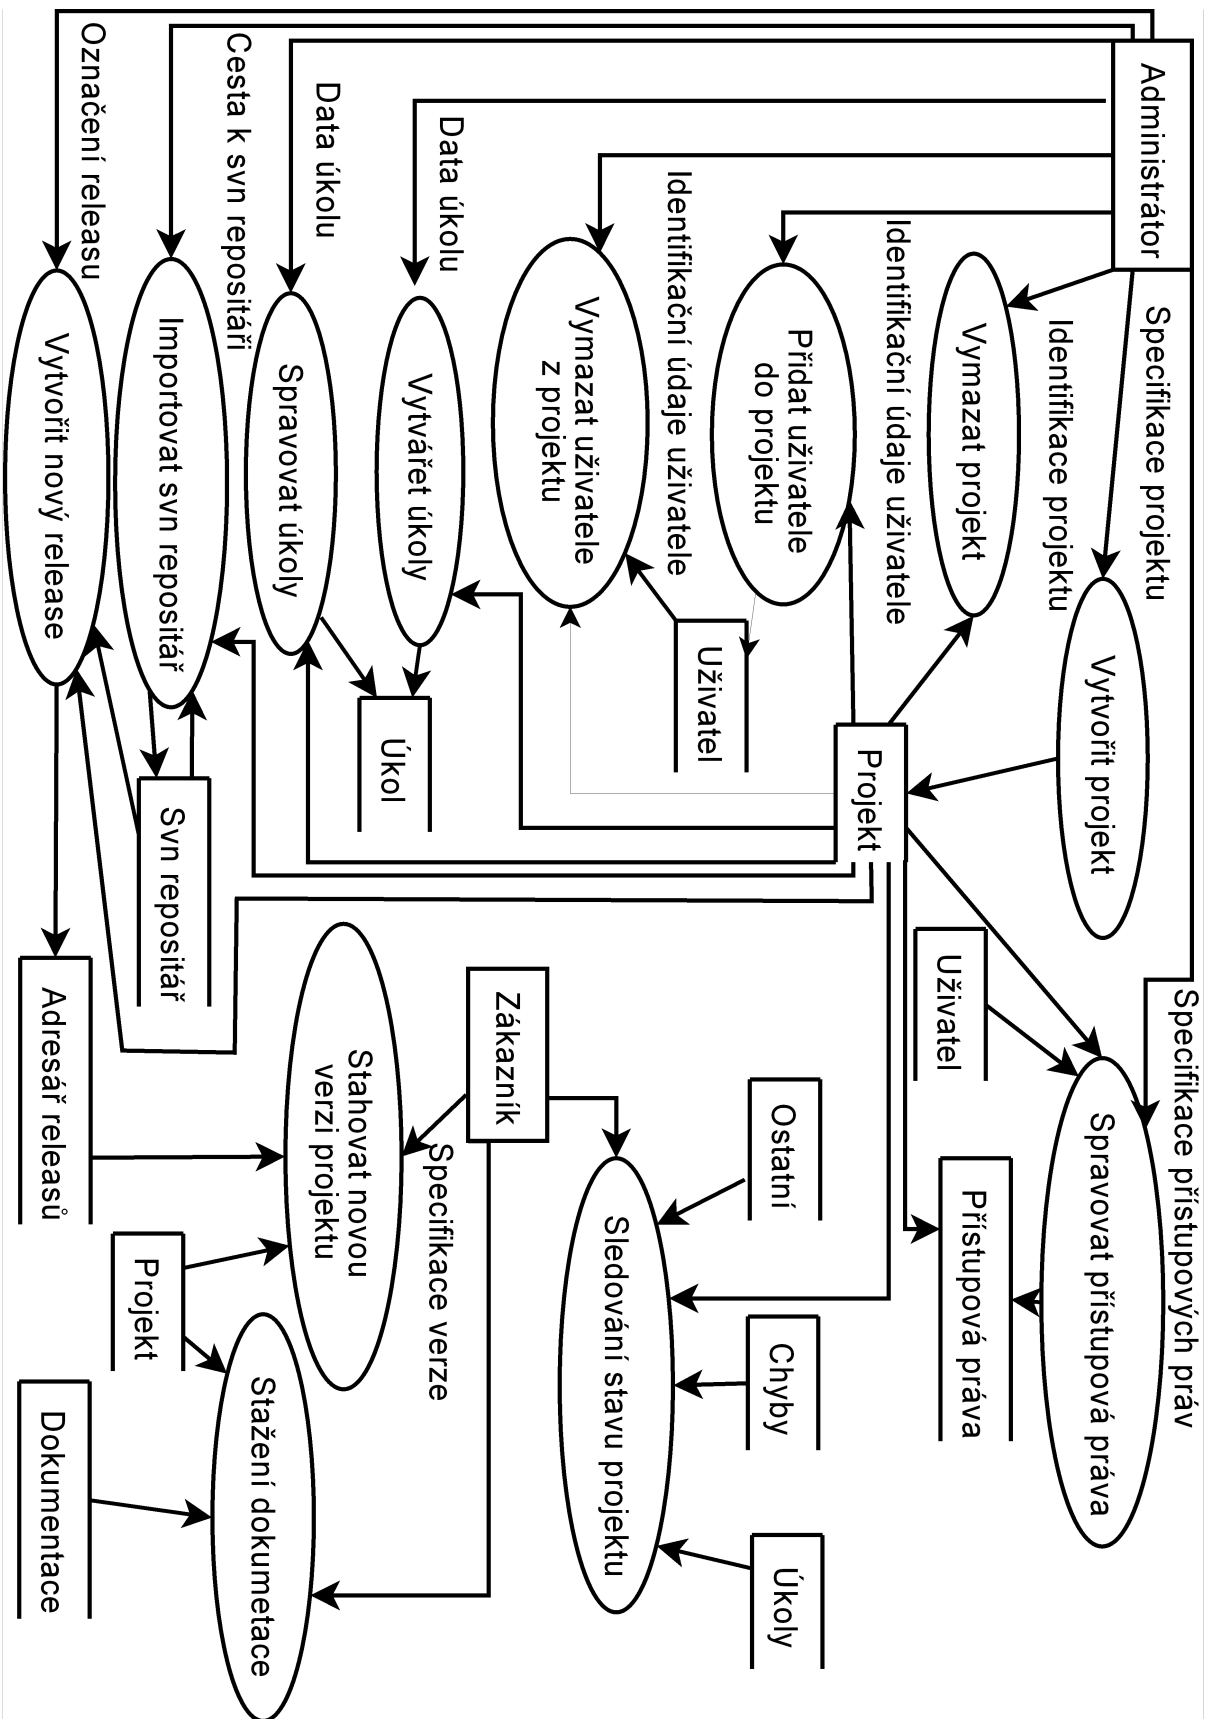 Administrátor
Specifikace projektu
Vytvořit projekt
Specifikace přístupových práv
Spravovat přístupová práva
Identifikace projektu
Vymazat projekt
Uživatel
Přístupová práva
Identifikační údaje uživatele
Přidat uživatele
do projektu
Projekt
Ostatní
Chyby
Úkoly
Identifikační údaje uživatele
Uživatel
Vymazat uživatele
z projektu
Sledování stavu projektu
Zákazník
Data úkolu
Vytvářet úkoly
Úkol
Specifikace verze
Stahovat novou
verzi projektu
Data úkolu
Spravovat úkoly
Stažení dokumetace
Cesta k svn repositáři
Importovat svn repositář
Svn repositář
Projekt
Označení releasu
Vytvořit nový release
Adresář releasů
Dokumentace